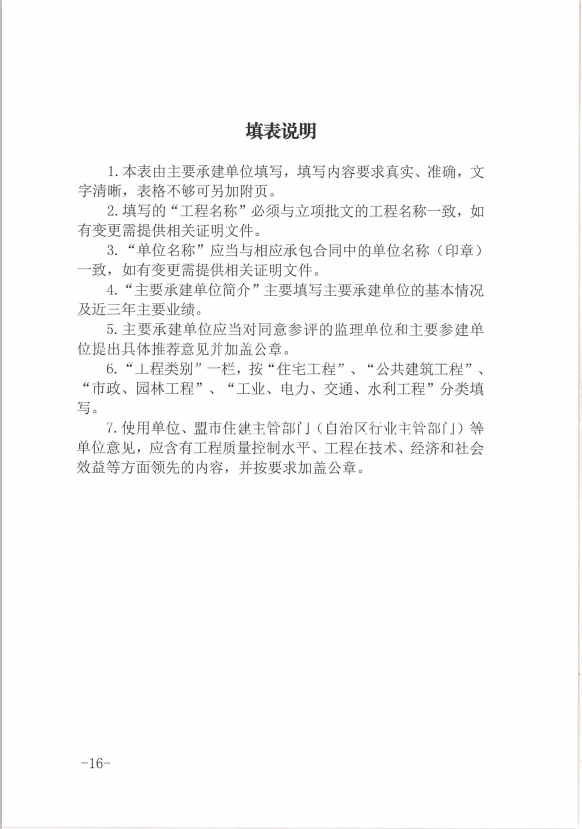 填表说明
1.本表由主要承建单位填写，填写内容要求真实、准确，文
字清晰，表格不够可另加附页。
2.填写的“工程名称”必须与立项批文的工程名称一致，如
有变更需提供相关证明文件。
3.“单位名称”应当与相应承包合同中的单位名称（印章）
一致，如有变更需提供相关证明文件。
4.“主要承建单位简介”主要填写主要承建单位的基本情况
及近三年主要业绩。
5.主要承建单位应当对同意参评的监理单位和主要参建单
位提出具体推荐意见并加盖公章。
6.“工程类别”一栏，按“住宅工程”、“公共建筑工程”、
“市政、园林工程”、“工业、电力、交通、水利工程”分类填
写。
7.使用单位、盟市住建主管部门（自治区行业主管部门）等
单位意见，应含有工程质量控制水平、工程在技术、经济和社会
效益等方面领先的内容，并按要求加盖公章。
-16-